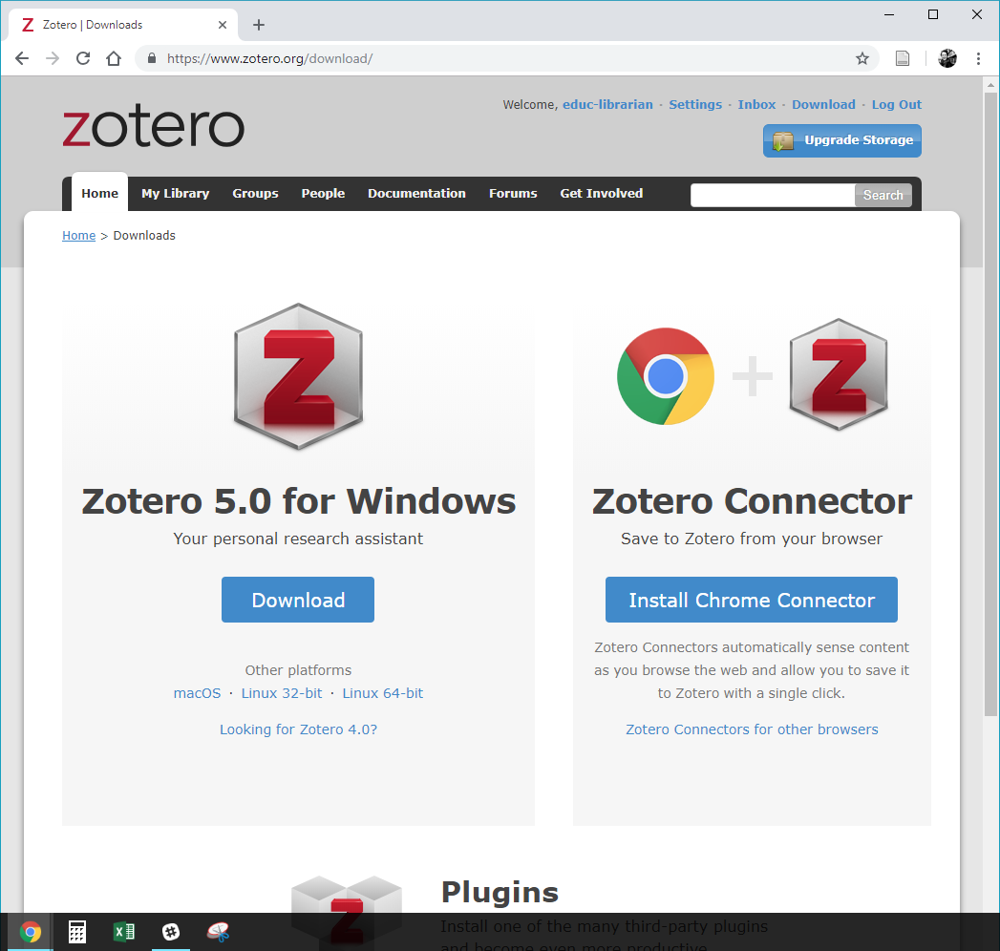 Zotero | Downloads
https://www.zotero.org/download/
zotero
Welcome, educ-librarian · Settings · Inbox · Download · Log Out
Upgrade Storage
Home My Library Groups People Documentation Forums Get Involved Search
Home > Downloads
Z
Z
Zotero 5.0 for Windows
Your personal research assistant
Download
Other platforms
macOS · Linux 32-bit · Linux 64-bit
Looking for Zotero 4.0?
Zotero Connector
Save to Zotero from your browser
Install Chrome Connector
Zotero Connectors automatically sense content
as you browse the web and allow you to save it
to Zotero with a single click.
Zotero Connectors for other browsers
Z
Plugins
Install one of the many third-party plugins
and become even more productive.